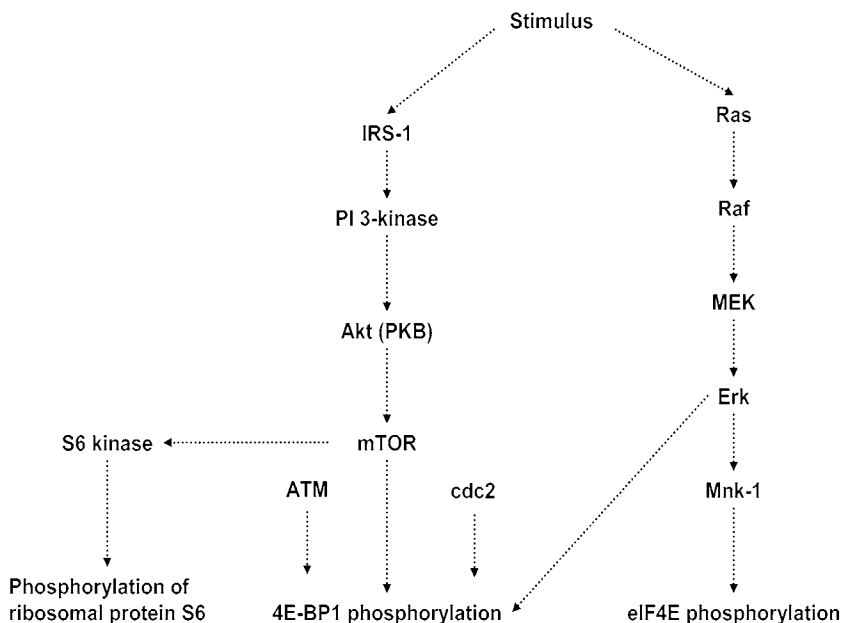 Stimulus
Ras
IRS-1
Raf
PI 3-kinase
MEK
Akt (PKB)
Erk
S6 kinase
mTOR
ATM
cdc2
Mnk-1
Phosphorylation of
ribosomal protein S6
4E-BP1 phosphorylation
eIF4E phosphorylation